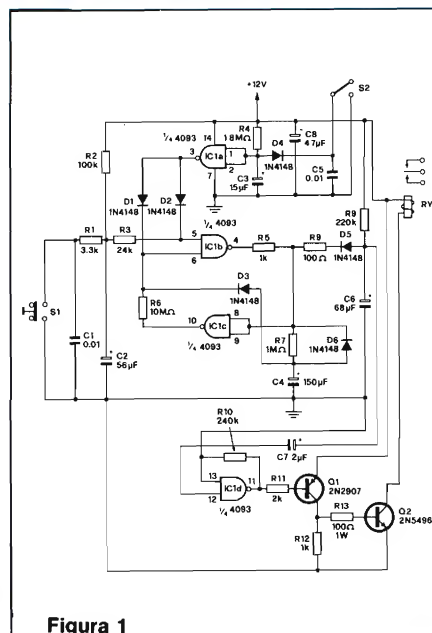 +12V
S2
R4
1.8MΩ
C8
47µF
D4
1N4148
C5
0.01
C3
15µF
¼ 4093
14
3
IC1a
1
2
7
R2
100k
D1
1N4148
D2
1N4148
R9
220k
RY
¼ 4093
R1
3.3k
R3
24k
5
6
IC1b
4
R5
1k
R9
100Ω
D5
1N4148
S1
C1
0.01
C2
56µF
R6
10MΩ
D3
1N4148
C6
68µF
10
IC1c
8
9
¼ 4093
R7
1MΩ
D6
1N4148
C4
150µF
R10
240k
C7 2µF
13
12
IC1d
11
¼ 4093
R11
2k
Q1
2N2907
R13
100Ω
1W
Q2
2N5496
R12
1k
Figura 1